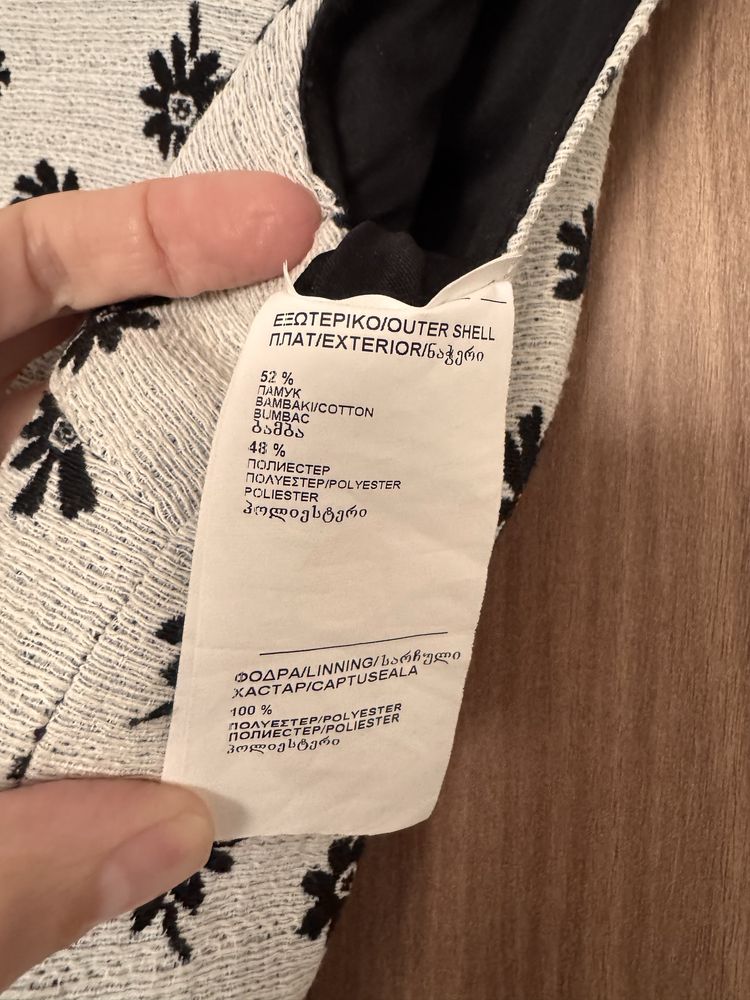 ΕΞΩΤΕΡΙΚΟ/OUTER SHELL
ПЛАТ/EXTERIOR/ნაჭერი
52 %
ПАМУК
ΒΑΜΒΑΚΙ/COTTON
BUMBAC
ბამბა
48 %
ПОЛИЕСТЕР
ΠΟΛΥΕΣΤΕΡ/POLYESTER
POLIESTER
პოლიესტერი
ΦΟΔΡΑ/LINNING/სარჩული
ХАСТАР/CAPTUSEALA
100 %
ΠΟΛΥΕΣΤΕΡ/POLYESTER
ПОЛИЕСТЕР/POLIESTER
პოლიესტერი